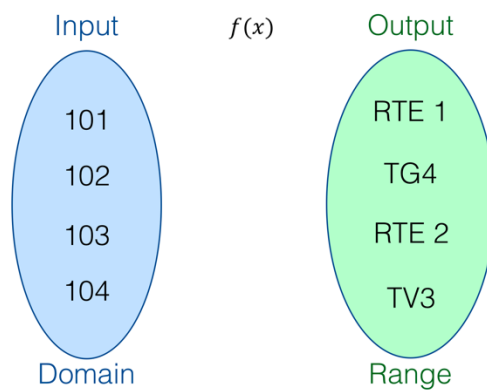 Input
f(x)
Output
101
102
103
104
RTE 1
TG4
RTE 2
TV3
Domain
Range